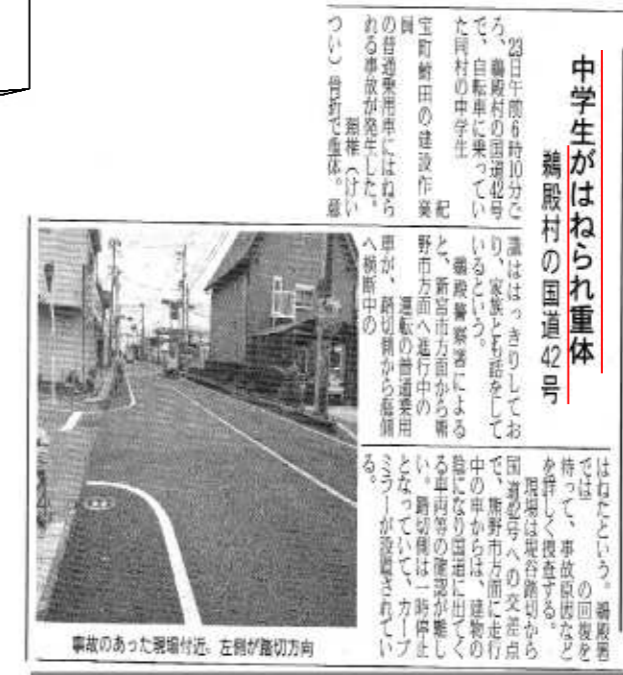 中学生がはねられ重体
鵜殿村の国道42号
23日午前6時10分ご
ろ、鵜殿村の国道42号
で、自転車に乗ってい
た同村の中学生
紀
宝町鮒田の建設作業
員
の普通乗用車にはねら
れる事故が発生した。
頚椎（けい
つい）骨折で重体。意
識ははっきりしてお
り、家族とも話をして
いるという。
鵜殿警察署による
と、新宮市方面から熊
野市方面へ進行中の
運転の普通乗用
車が、踏切側から海側
へ横断中の
はねたという。鵜殿署
では の回復を
待って、事故原因など
を詳しく捜査する。
現場は堤谷踏切から
国道42号への交差点
で、熊野市方面に走行
中の車からは、建物の
陰になり国道に出てく
る車両等の確認が難し
い。踏切側は一時停止
となっていて、カーブ
ミラーが設置されてい
る。
事故のあった現場付近。左側が踏切方向